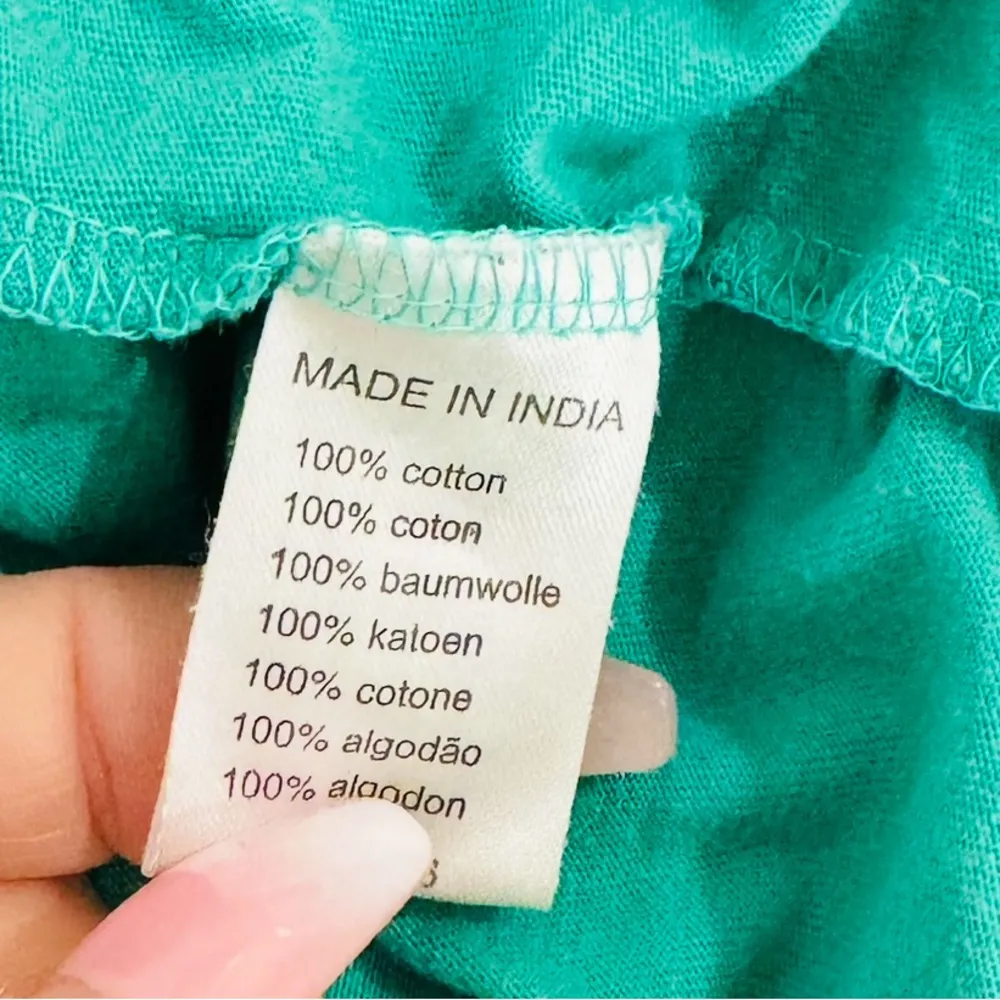 MADE IN INDIA
100% cotton
100% coton
100% baumwolle
100% katoen
100% cotone
100% algodão
100% algodon